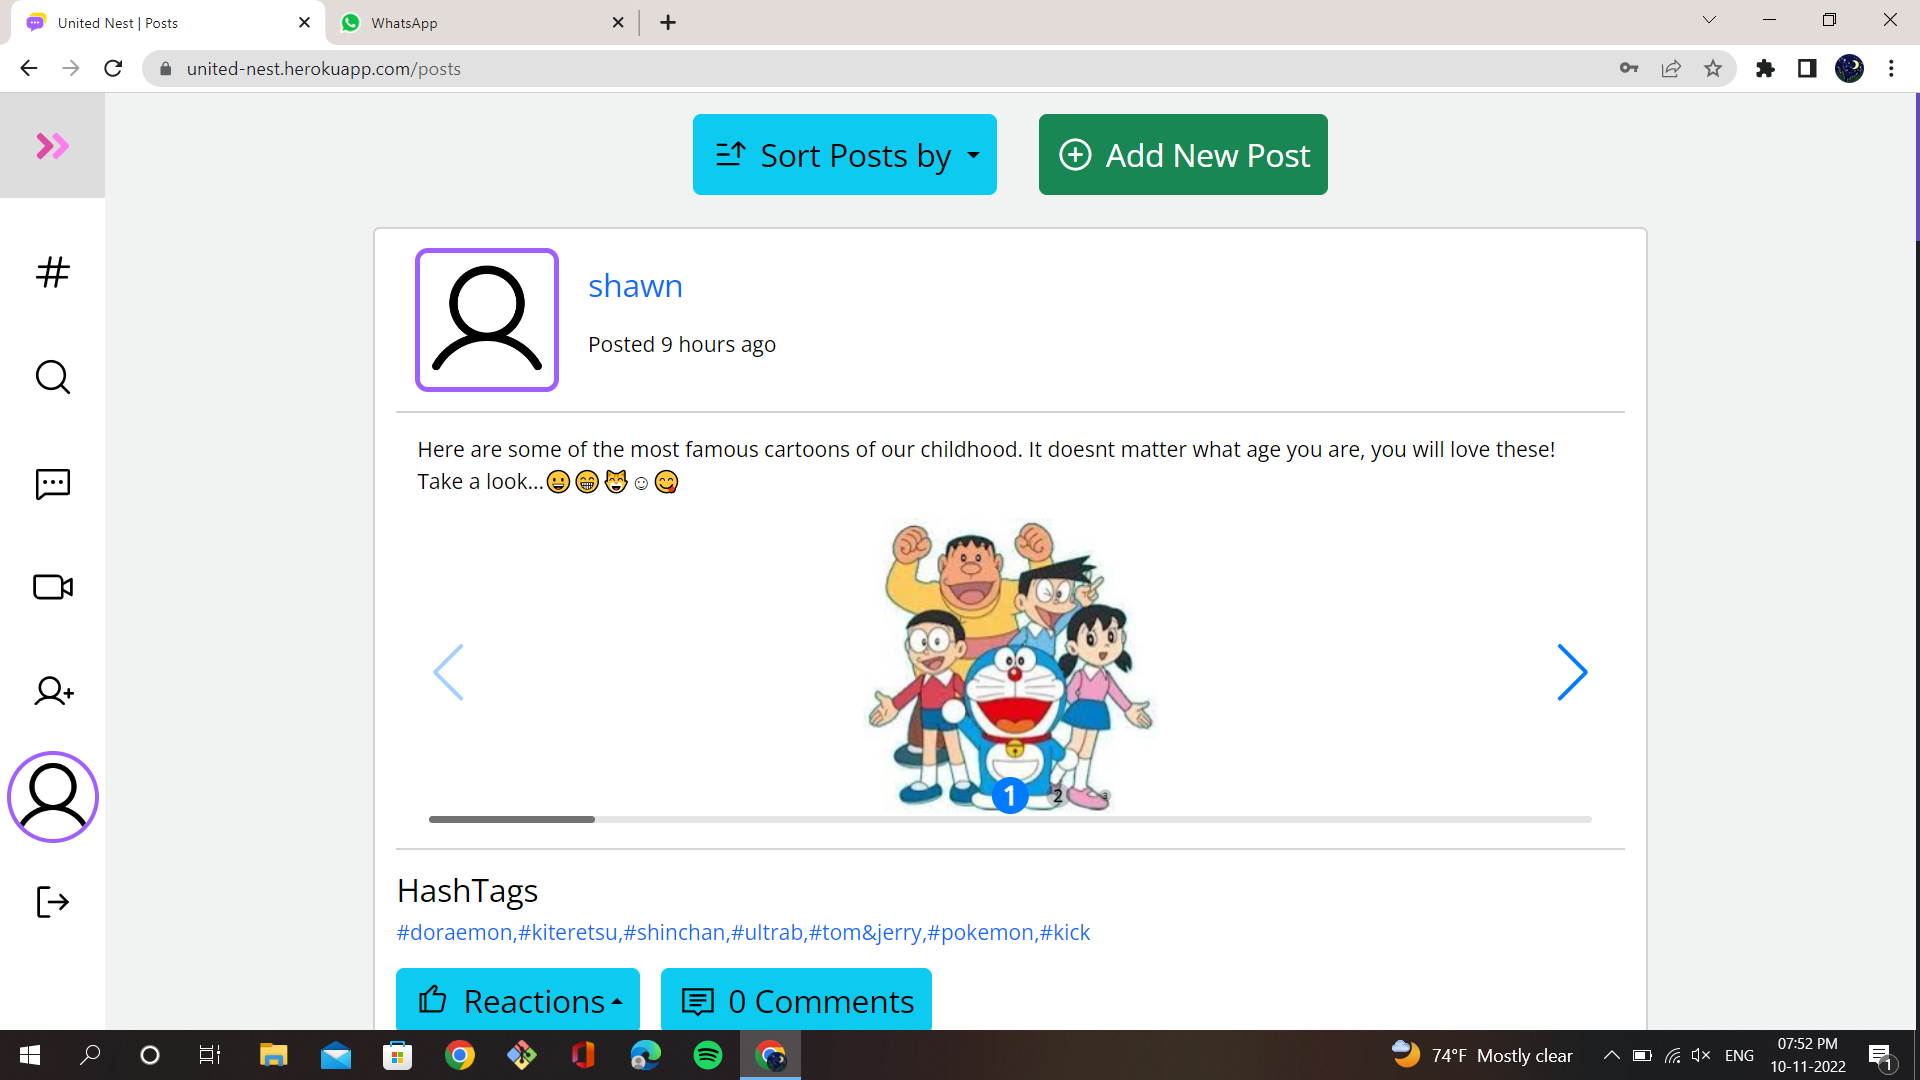 United Nest | Posts
WhatsApp
united-nest.herokuapp.com/posts
Sort Posts by
Add New Post
shawn
Posted 9 hours ago
Here are some of the most famous cartoons of our childhood. It doesnt matter what age you are, you will love these!
Take a look...😀😁😸☺😋
1 2 3
HashTags
#doraemon,#kiteretsu,#shinchan,#ultrab,#tom&jerry,#pokemon,#kick
Reactions
0 Comments
74°F Mostly clear
ENG
07:52 PM
10-11-2022
1